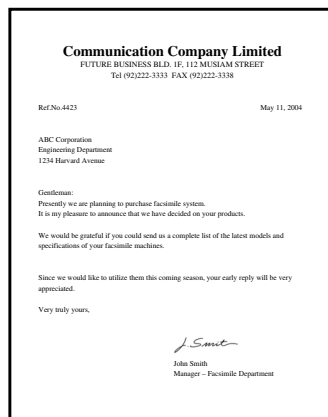 Communication Company Limited
FUTURE BUSINESS BLD. 1F, 112 MUSIAM STREET
Tel (92)222-3333 FAX (92)222-3338
Ref.No.4423 May 11, 2004
ABC Corporation
Engineering Department
1234 Harvard Avenue
Gentleman:
Presently we are planning to purchase facsimile system.
It is my pleasure to announce that we have decided on your products.
We would be grateful if you could send us a complete list of the latest models and
specifications of your facsimile machines.
Since we would like to utilize them this coming season, your early reply will be very
appreciated.
Very truly yours,
J. Smit
John Smith
Manager – Facsimile Department